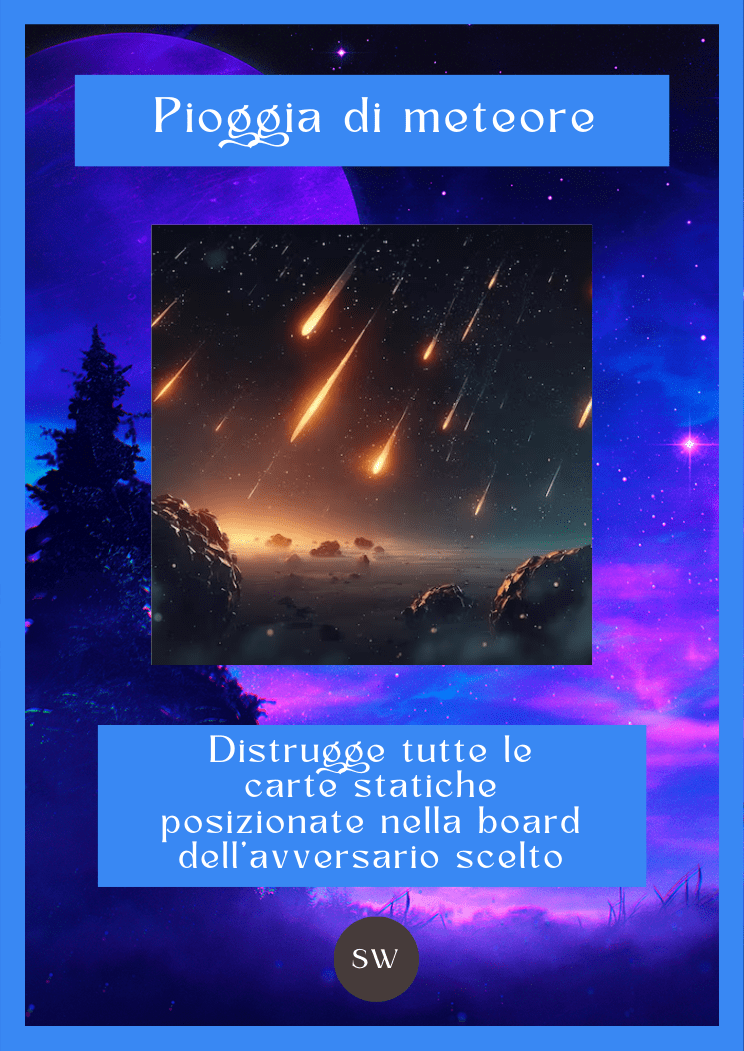 Pioggia di meteore
Distrugge tutte le
carte statiche
posizionate nella board
dell'avversario scelto
SW